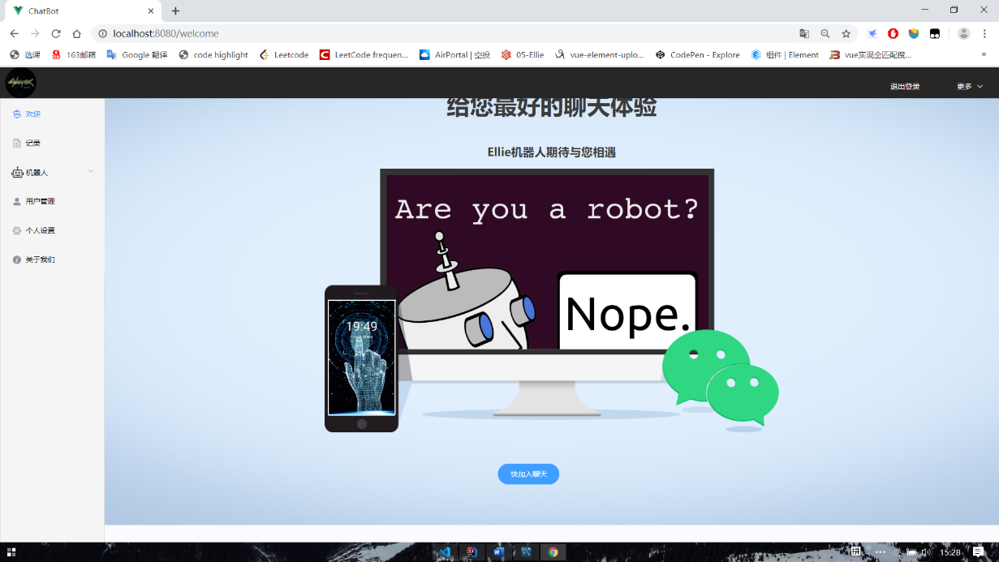 ChatBot
localhost:8080/welcome
选课
163邮箱
Google 翻译
code highlight
Leetcode
LeetCode frequen...
AirPortal | 空投
05-Ellie
vue-element-uplo...
CodePen - Explore
组件 | Element
vue实现全匹配搜...
»
退出登录
更多
欢迎
记录
机器人
用户管理
个人设置
关于我们
给您最好的聊天体验
Ellie机器人期待与您相遇
Are you a robot?
Nope.
19:49
快加入聊天
拼
15:28